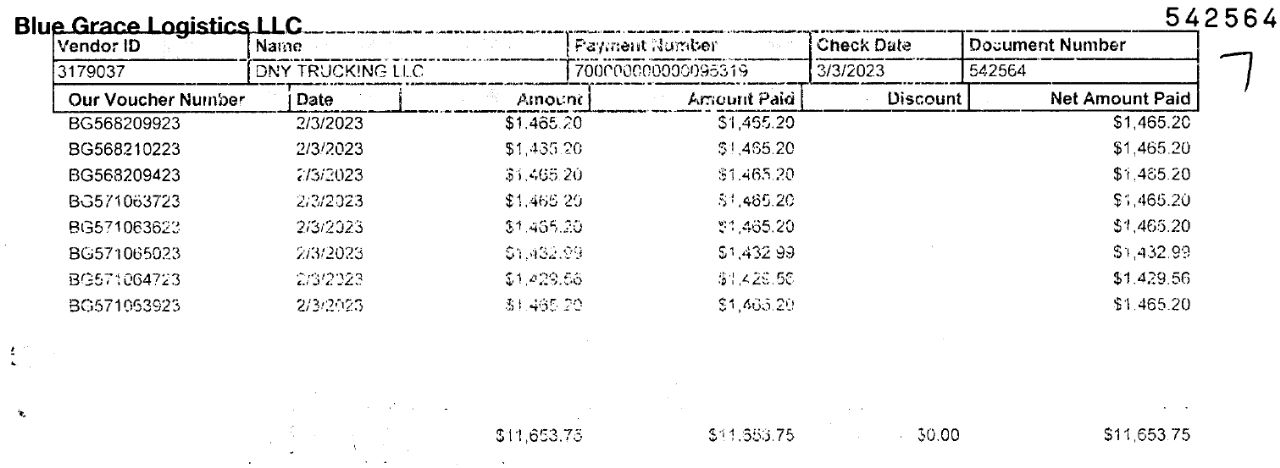 Blue Grace Logistics LLC
542564
Vendor ID Name Payment Number Check Date Document Number
3179037 DNY TRUCKING LLC 3/3/2023 542564
7
Our Voucher Number Date Amount Amount Paid Discount Net Amount Paid
BG568209923 2/3/2023 $1,465.20 $1,465.20 $1,465.20
BG568210223 2/3/2023 $1,465.20 $1,465.20 $1,465.20
BG568209423 2/3/2023 $1,465.20 $1,465.20 $1,465.20
BG571063723 2/3/2023 $1,465.20 $1,465.20 $1,465.20
BG571063623 2/3/2023 $1,465.20 $1,465.20 $1,465.20
BG571065023 2/3/2023 $1,432.99 $1,432.99 $1,432.99
BG571064723 2/3/2023 $1,429.56 $1,429.56 $1,429.56
2/3/2023 $1,465.20 $1,465.20 $1,465.20
$11,653.75 $11,653.75 $0.00 $11,653.75